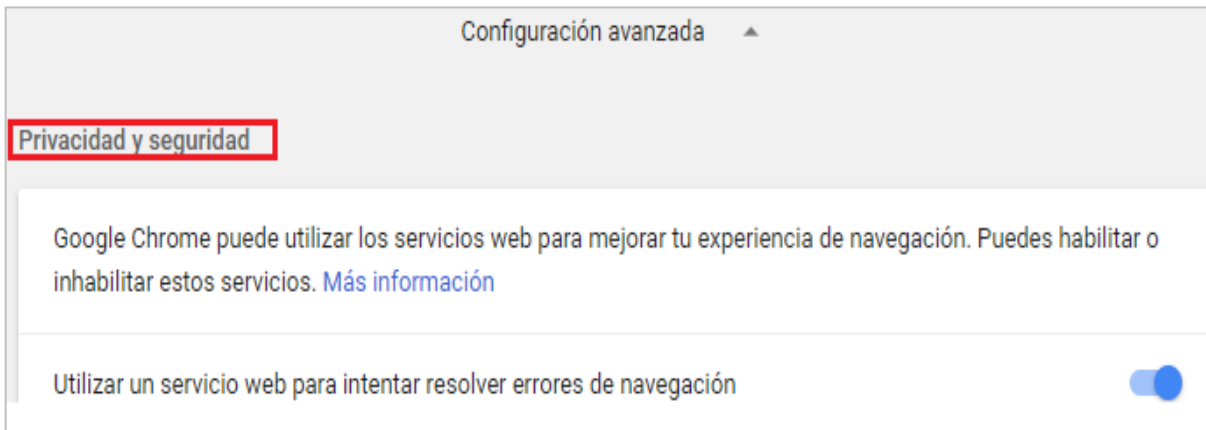 Configuración avanzada
Privacidad y seguridad
Google Chrome puede utilizar los servicios web para mejorar tu experiencia de navegación. Puedes habilitar o
inhabilitar estos servicios. Más información
Utilizar un servicio web para intentar resolver errores de navegación